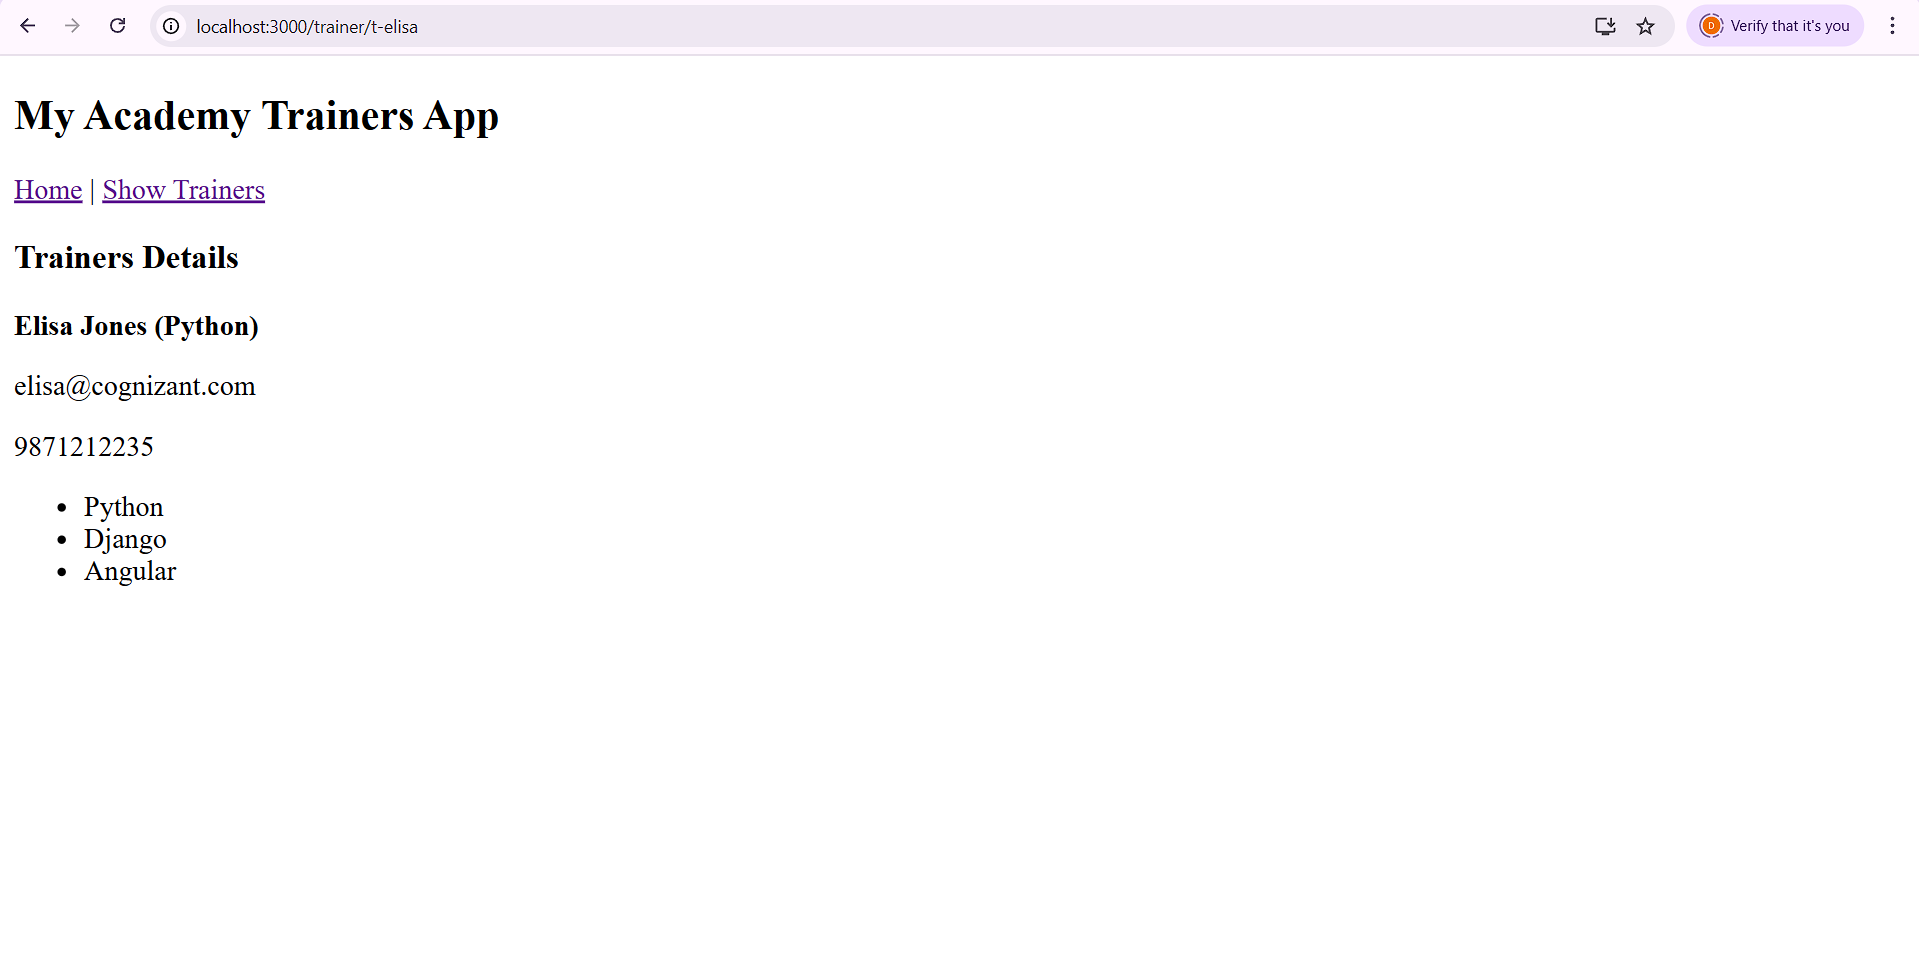 localhost:3000/trainer/t-elisa
D Verify that it's you
My Academy Trainers App
Home | Show Trainers
Trainers Details
Elisa Jones (Python)
elisa@cognizant.com
9871212235
Python
Django
Angular